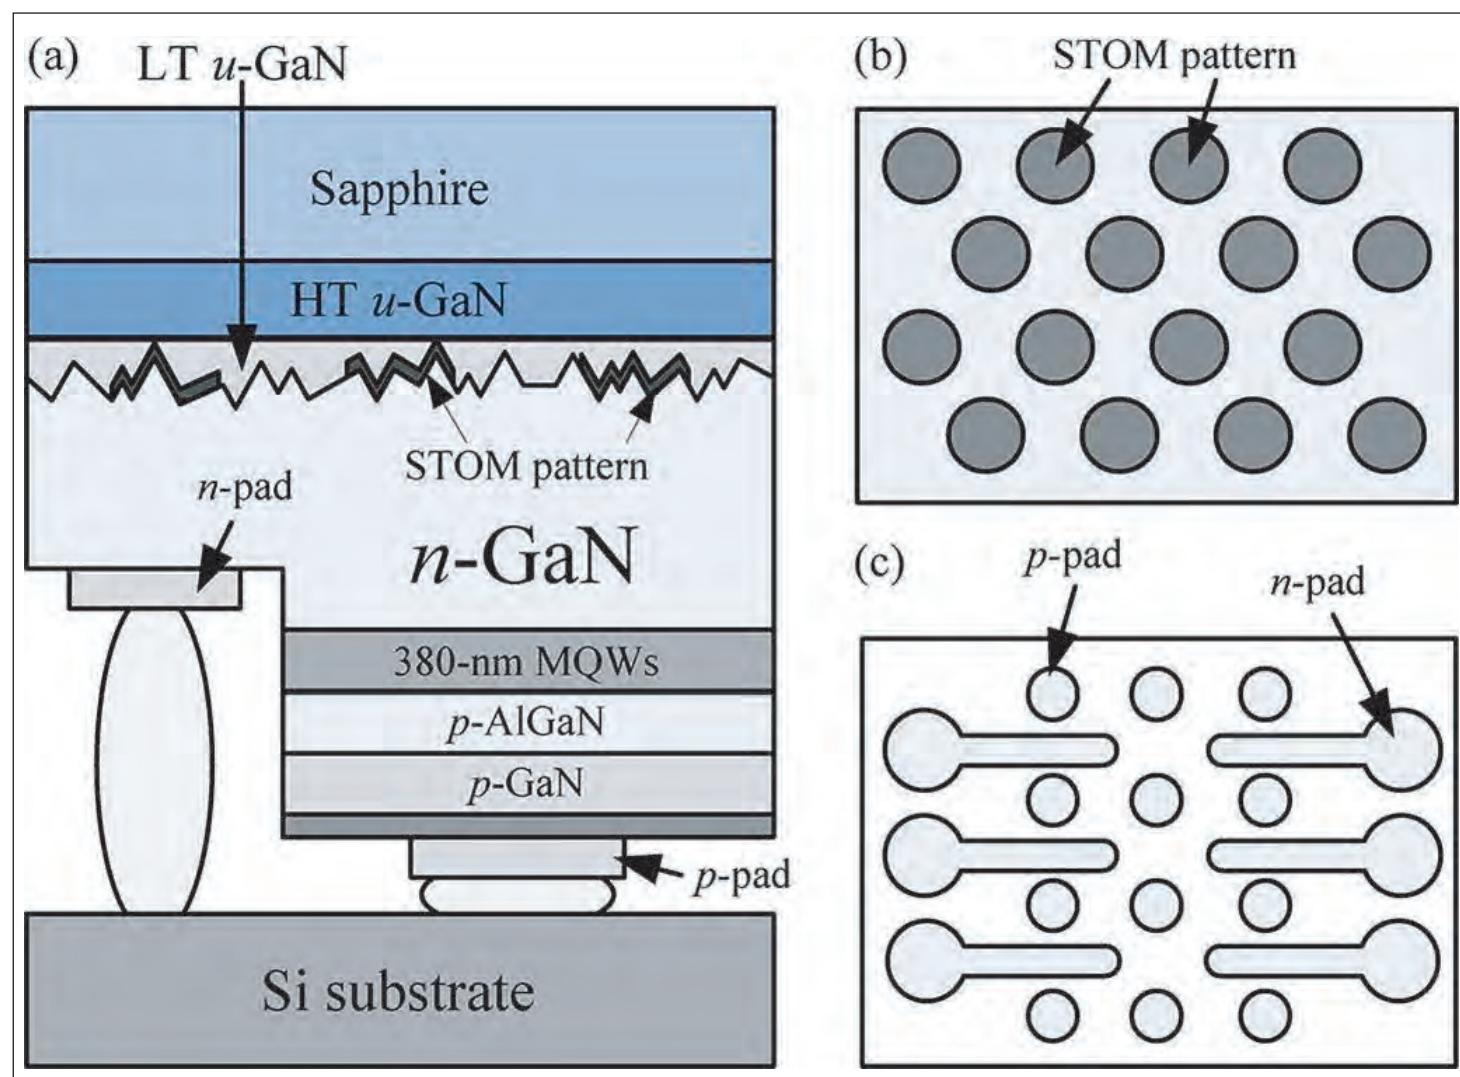 (a)
LT u-GaN
Sapphire
HT u-GaN
STOM pattern
n-pad
n-GaN
380-nm MQWs
p-AlGaN
p-GaN
p-pad
Si substrate
(b)
STOM pattern
(c)
p-pad
n-pad